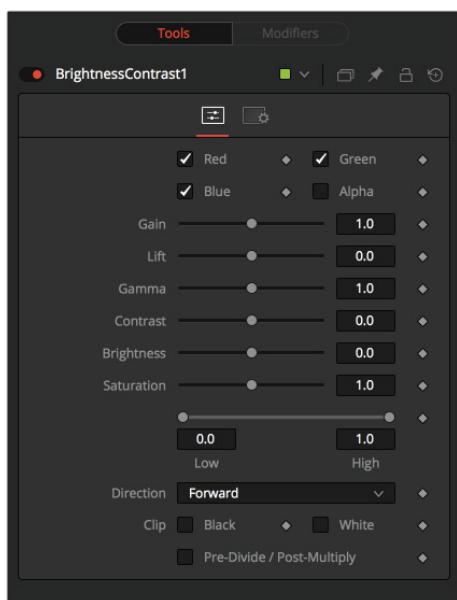 Tools Modifiers
BrightnessContrast1
Red Green
Blue Alpha
Gain 1.0
Lift 0.0
Gamma 1.0
Contrast 0.0
Brightness 0.0
Saturation 1.0
0.0 1.0
Low High
Direction Forward
Clip Black White
Pre-Divide / Post-Multiply